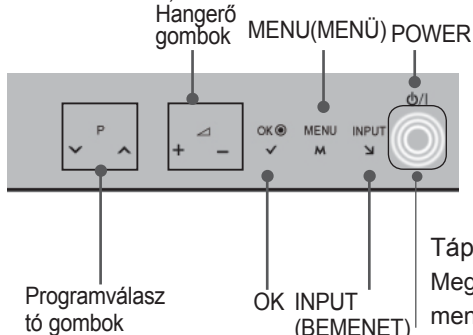 Hangerő
gombok
MENU(MENÜ)
POWER
⏻/I
P
OK
MENU
INPUT
+
−
M
Programválasz
tó gombok
OK
INPUT
(BEMENET)
Táp
Meg
men